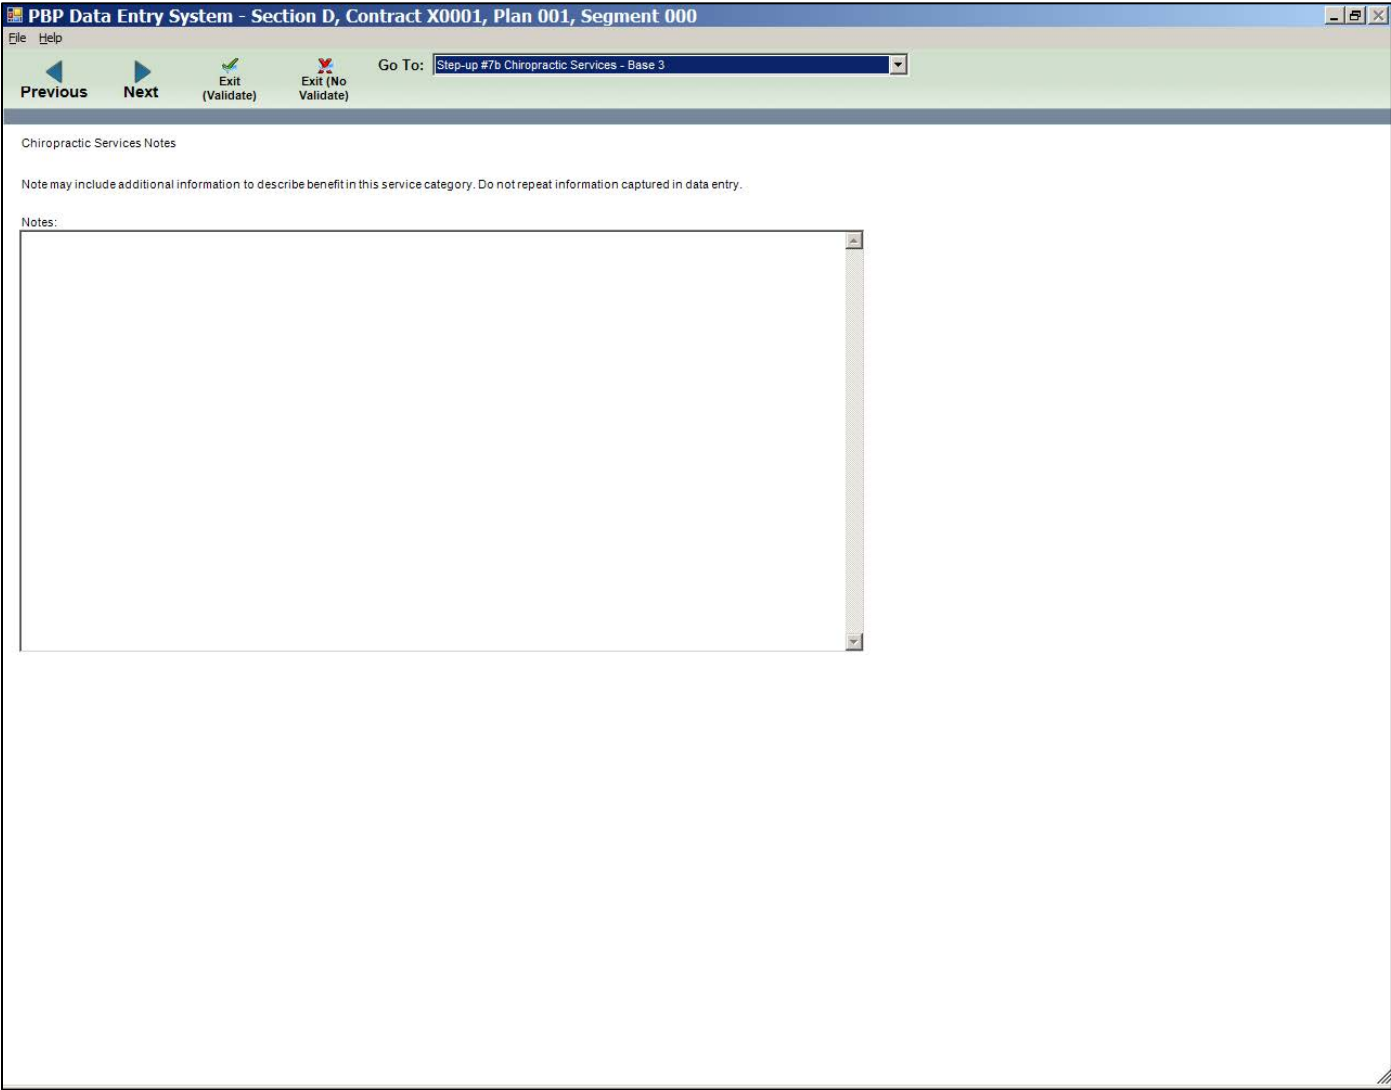 PBP Data Entry System - Section D, Contract X0001, Plan 001, Segment 000
File Help
Previous
Next
Exit
(Validate)
Exit (No
Validate)
Go To: Step-up #7b Chiropractic Services - Base 3
Chiropractic Services Notes
Note may include additional information to describe benefit in this service category. Do not repeat information captured in data entry.
Notes: